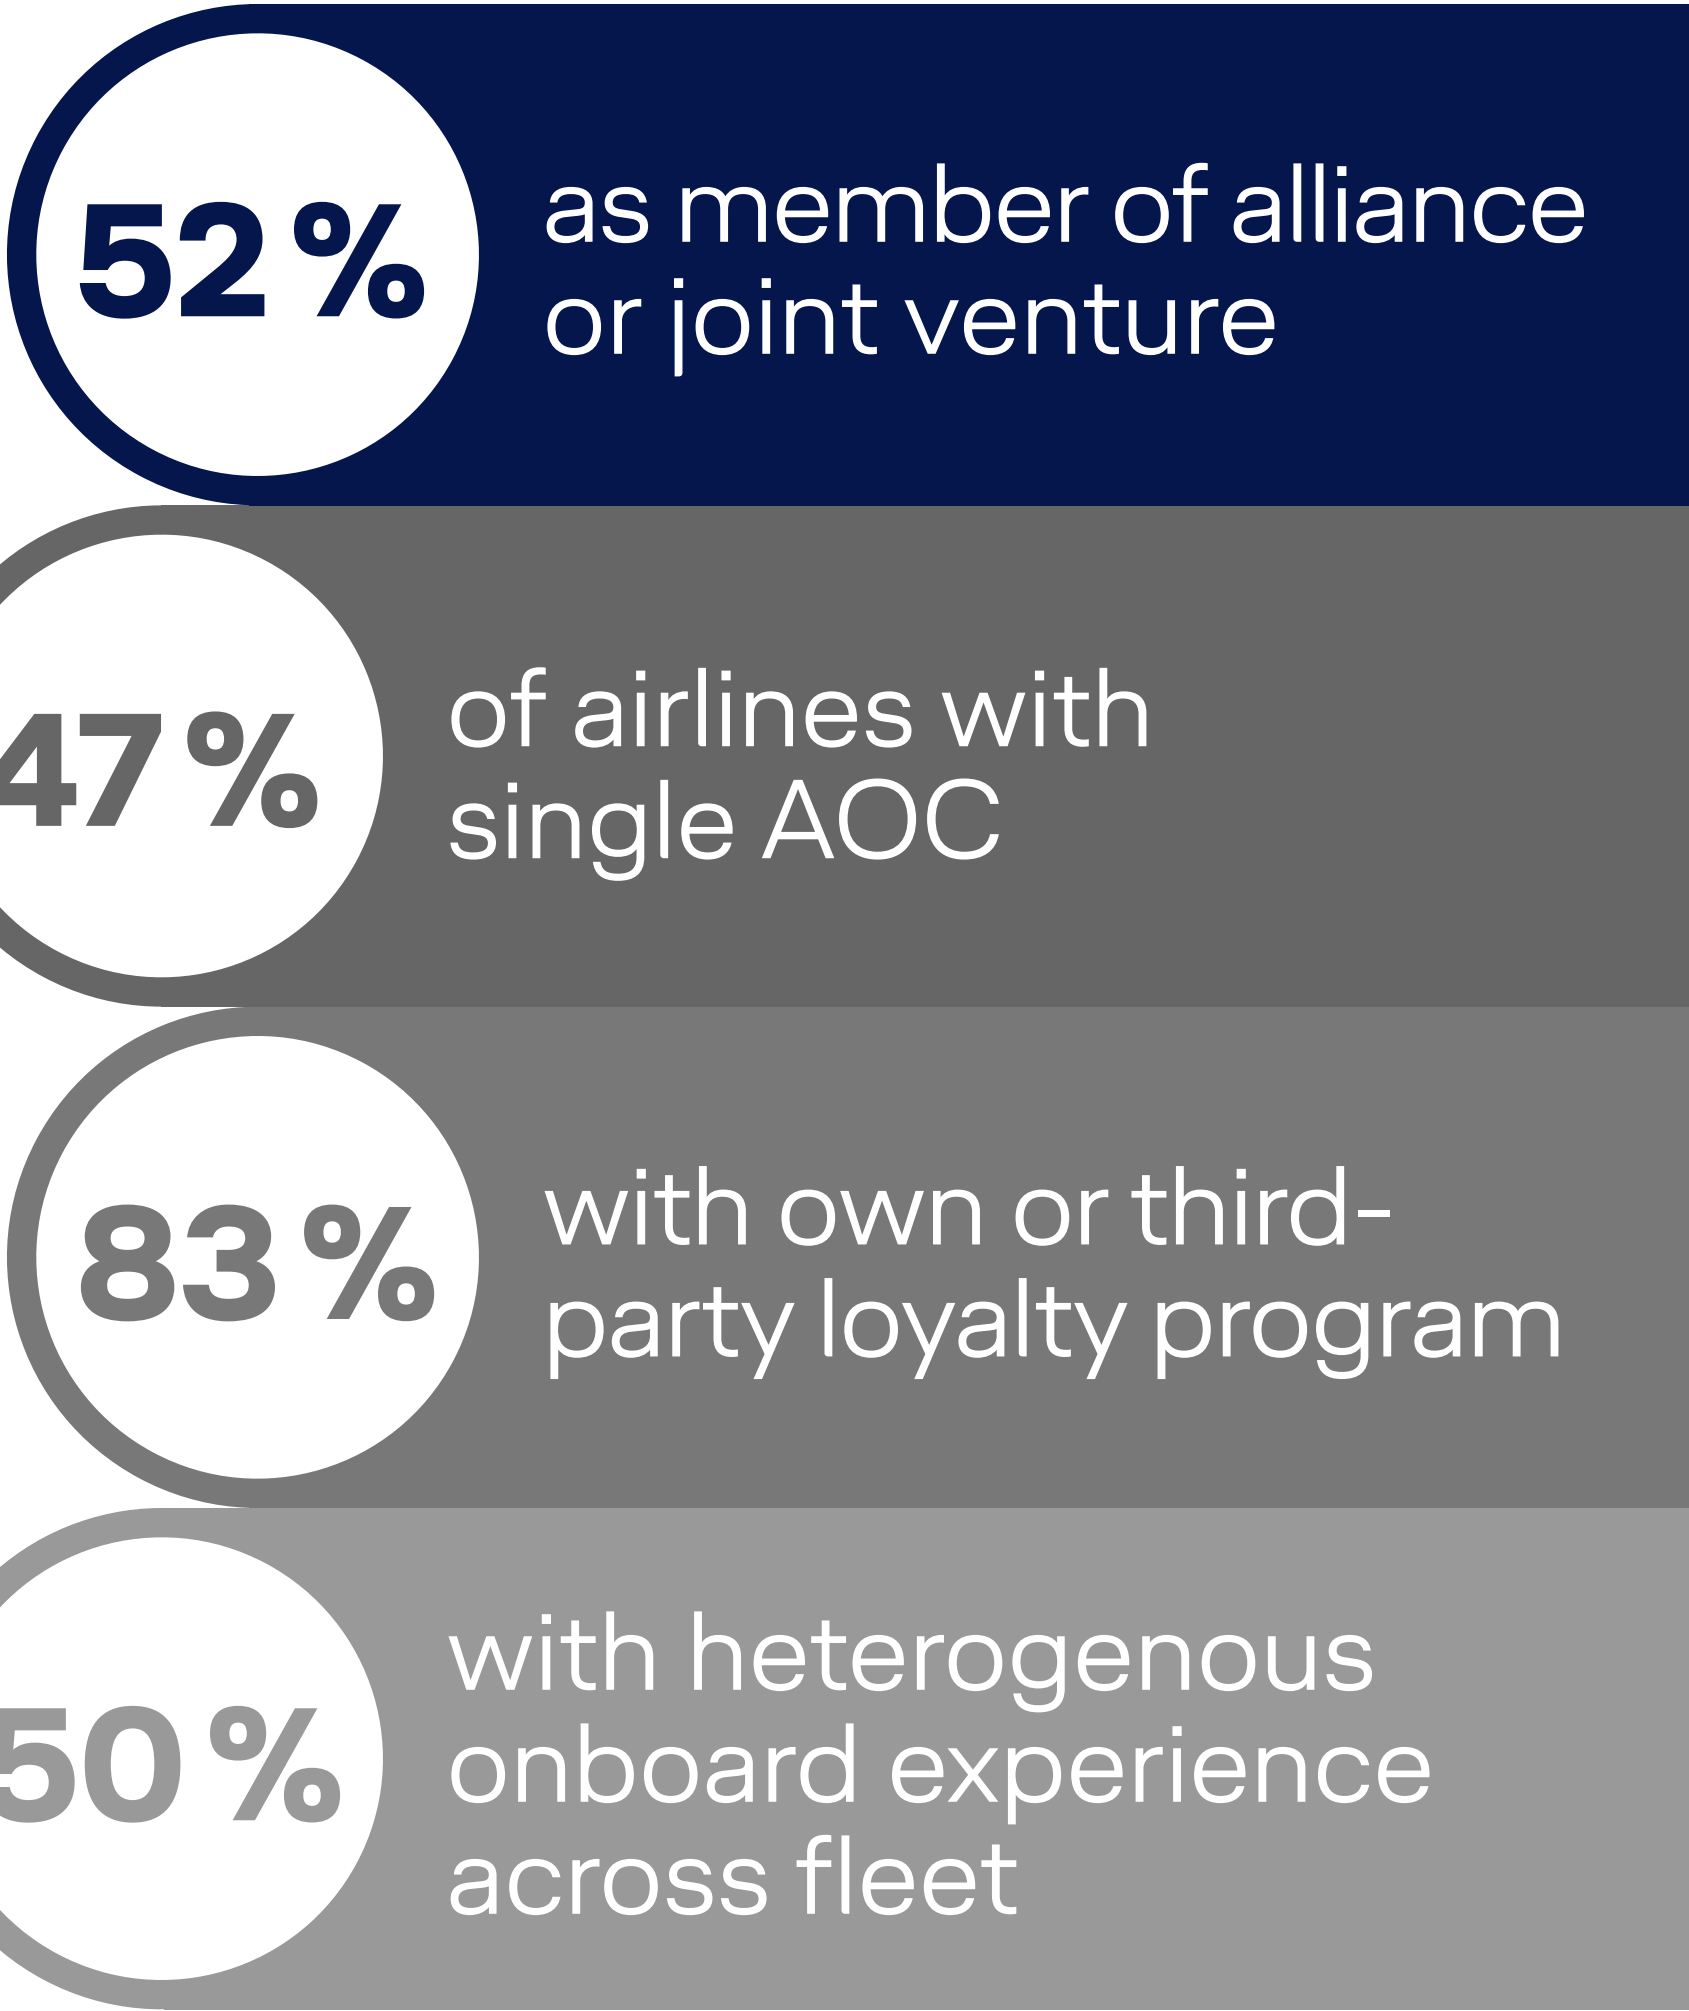 52%
as member of alliance
or joint venture
47%
of airlines with
single AOC
83%
with own or third-
party loyalty program
50%
with heterogenous
onboard experience
across fleet